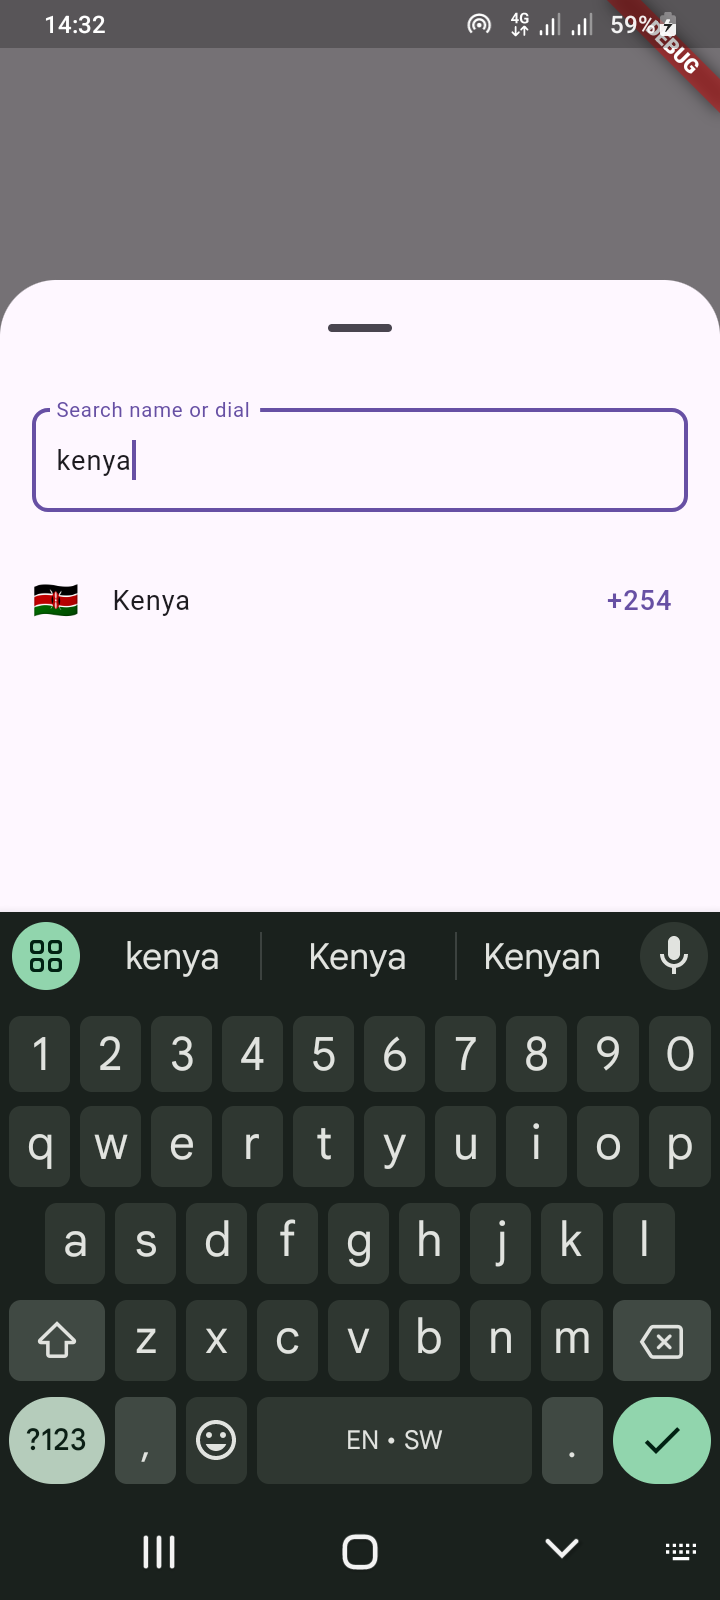 14:32 4G 59%
DEBUG
Search name or dial
kenya
Kenya +254
kenya Kenya Kenyan
1 2 3 4 5 6 7 8 9 0
q w e r t y u i o p
a s d f g h j k l
z x c v b n m
?123 , EN • SW .